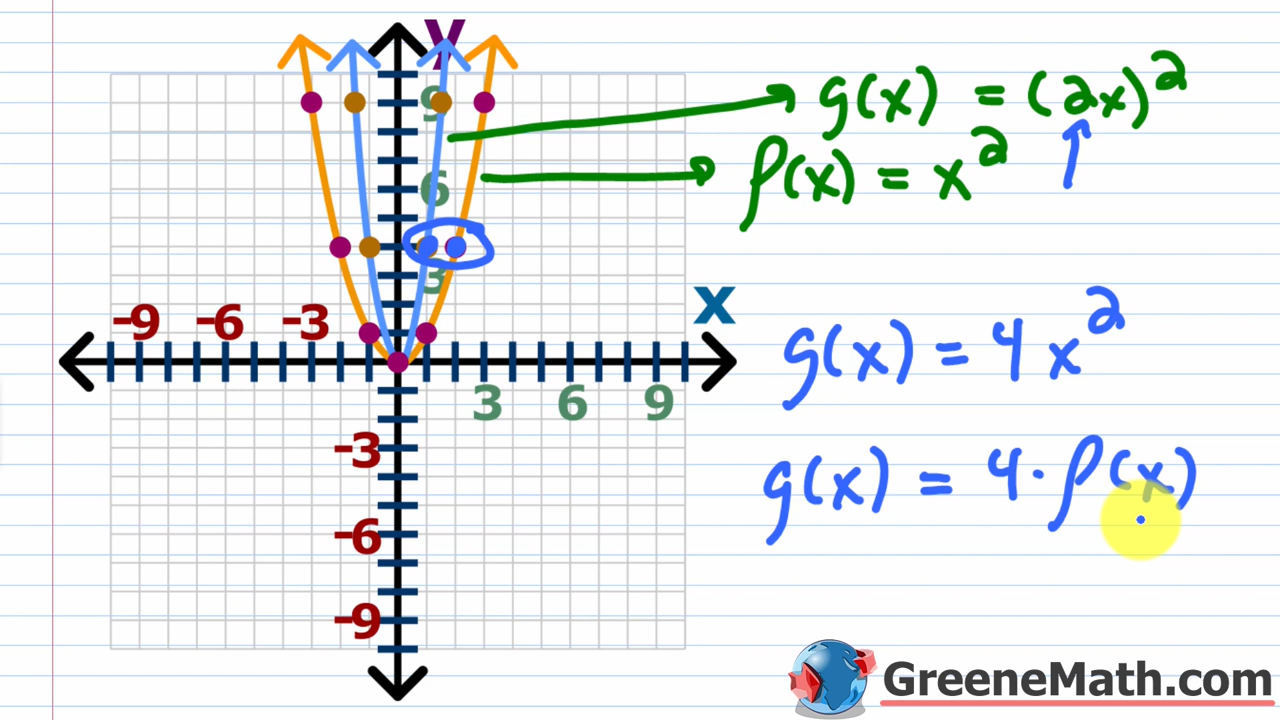 Y
9
6
3
-9 -6 -3
X
3 6 9
-3
-6
-9
g(x) = (2x)²
f(x) = x²
g(x) = 4x²
g(x) = 4·f(x)
GreeneMath.com